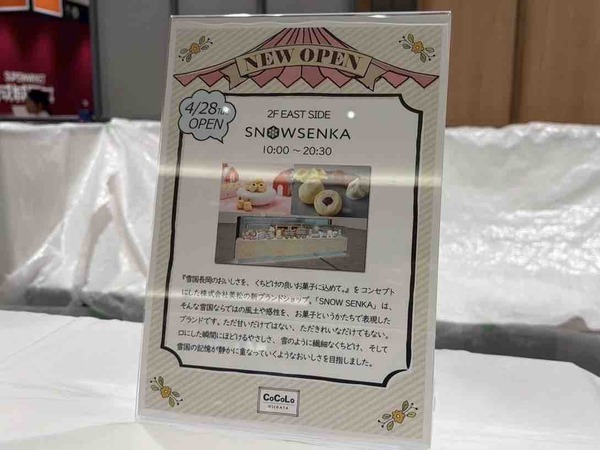 NEW OPEN
4/28 TUE
OPEN
2F EAST SIDE
SNOWSENKA
10:00 ～ 20:30
『雪国長岡のおいしさを、くちどけの良いお菓子に込めて。』をコンセプト
にした株式会社美松の新ブランドショップ。「SNOW SENKA」は、
そんな雪国ならではの風土や感性を、お菓子というかたちで表現した
ブランドです。ただ甘いだけではない、ただきれいなだけでもない。
口にした瞬間にほどけるやさしさ、雪のように繊細なくちどけ、そして
雪国の記憶が静かに重なっていくようなおいしさを目指しました。
CoCoLo
NIIGATA